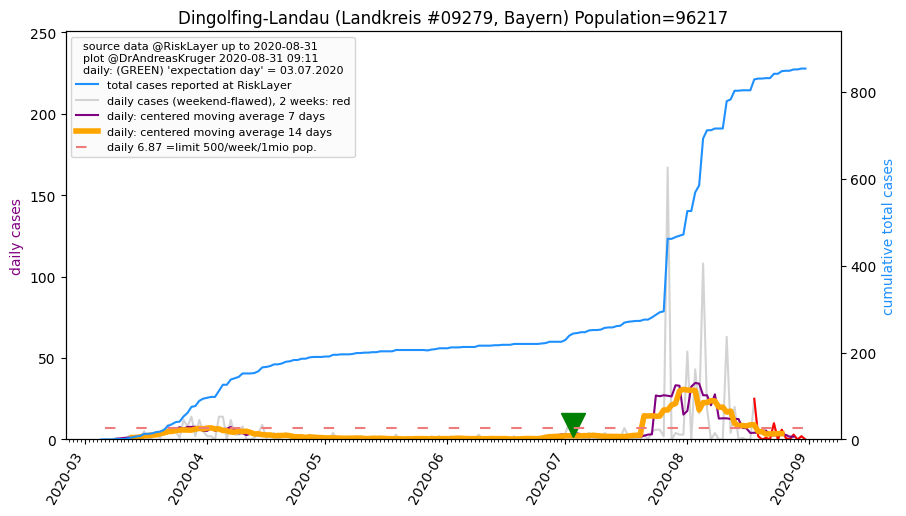 Dingolfing-Landau (Landkreis #09279, Bayern) Population=96217
source data @RiskLayer up to 2020-08-31
plot @DrAndreasKruger 2020-08-31 09:11
daily: (GREEN) 'expectation day' = 03.07.2020
total cases reported at RiskLayer
daily cases (weekend-flawed), 2 weeks: red
daily: centered moving average 7 days
daily: centered moving average 14 days
daily 6.87 =limit 500/week/1mio pop.
daily cases
250
200
150
100
50
0
cumulative total cases
800
600
400
200
0
2020-03
2020-04
2020-05
2020-06
2020-07
2020-08
2020-09